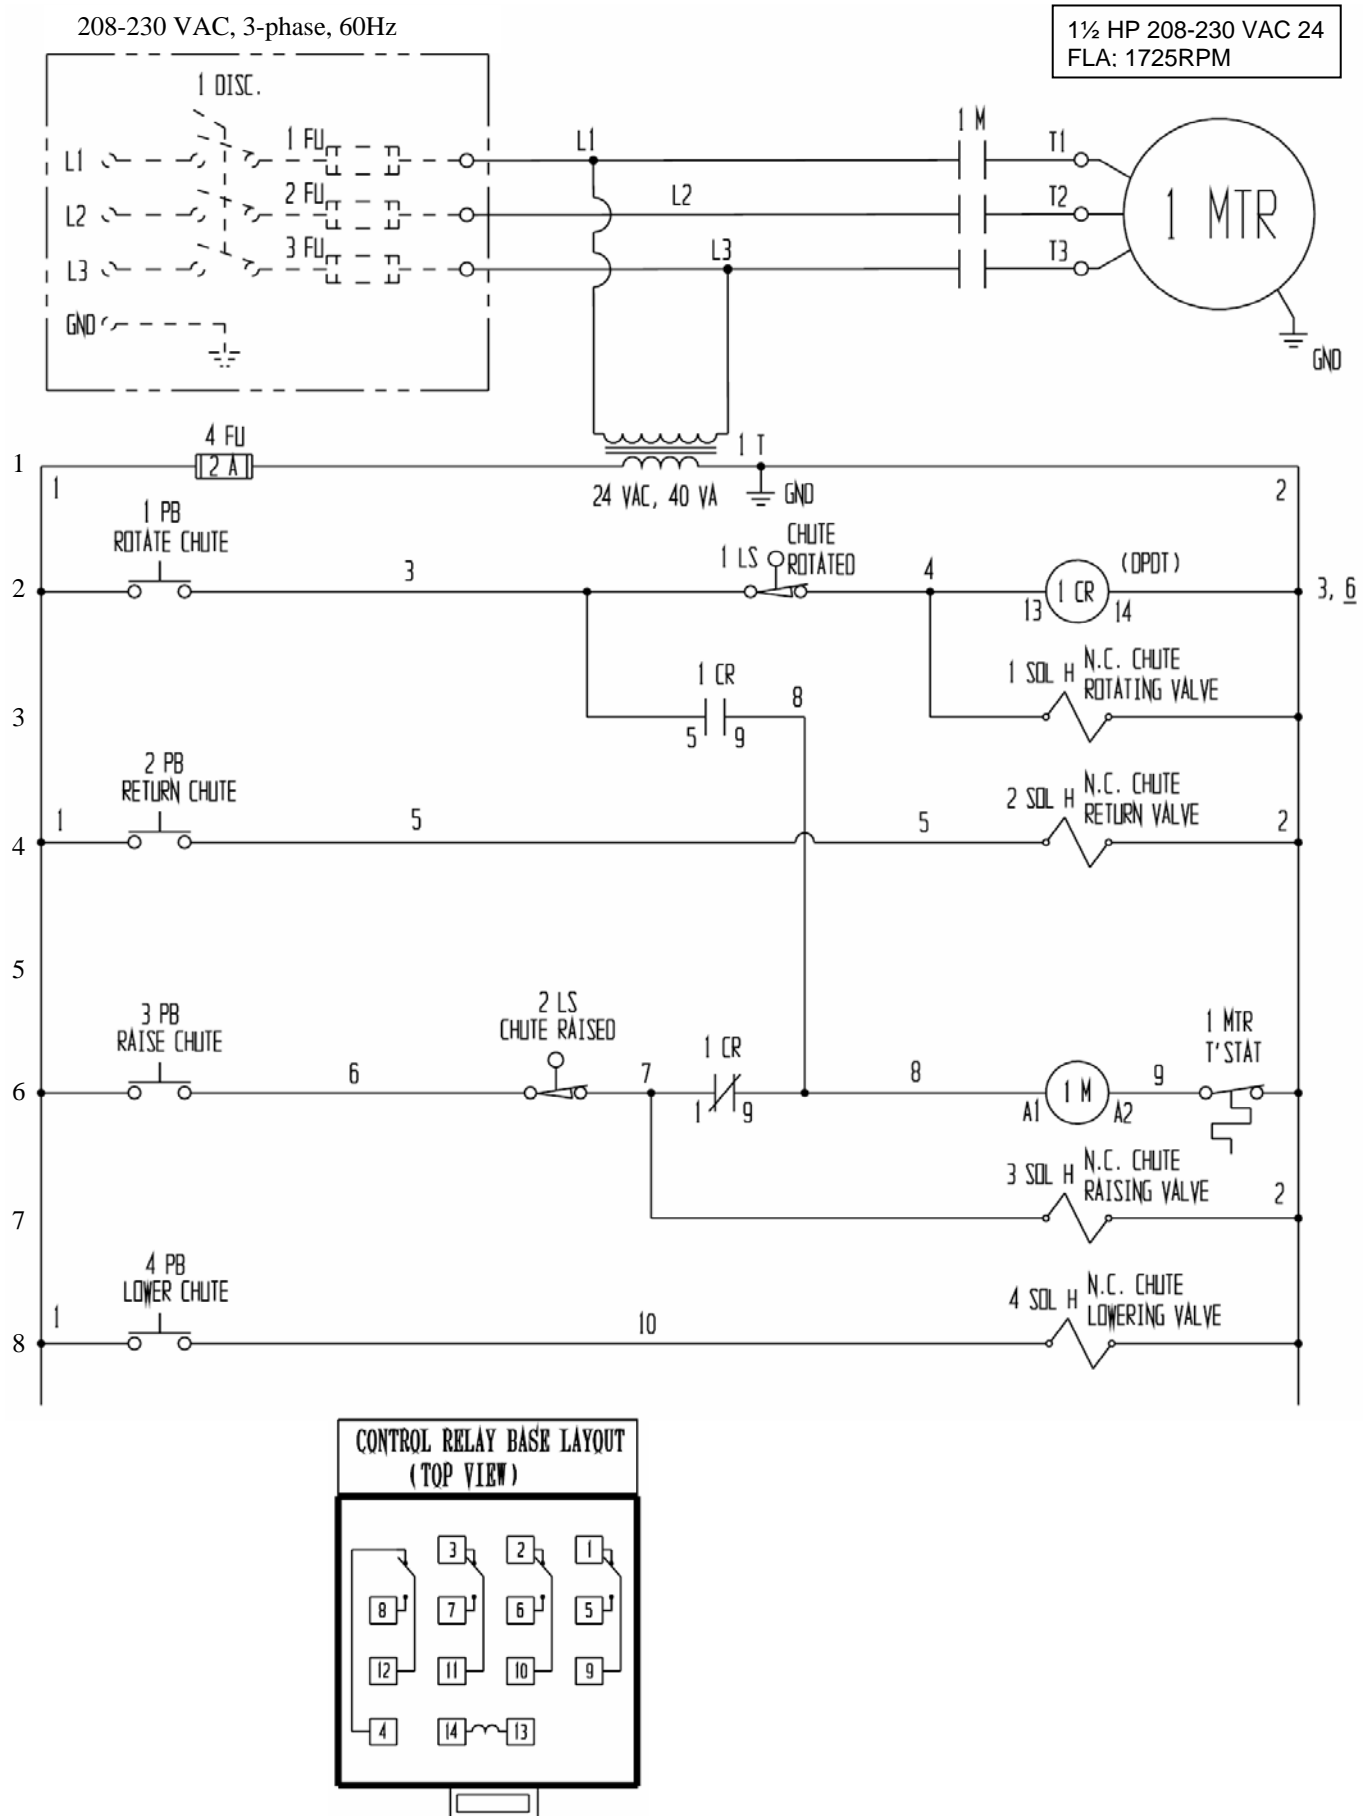 208-230 VAC, 3-phase, 60Hz
1½ HP 208-230 VAC 24
FLA; 1725RPM
1 DISC.
1 FU
L1
L1
1 M
T1
2 FU
L2
L2
T2
1 MTR
3 FU
L3
L3
T3
GND
GND
4 FU
2 A
1 T
1
1
24 VAC, 40 VA
GND
2
1 PB
ROTATE CHUTE
3
1 LS
CHUTE
ROTATED
4
(DPDT)
2
1 CR
13
14
3, 6
1 CR
8
1 SOL H
N.C. CHUTE
ROTATING VALVE
3
5
9
2 PB
RETURN CHUTE
1
5
5
2 SOL H
N.C. CHUTE
RETURN VALVE
2
4
5
3 PB
RAISE CHUTE
2 LS
CHUTE RAISED
1 MTR
T'STAT
6
6
7
1 CR
1
9
8
1 M
A1
A2
9
3 SOL H
N.C. CHUTE
RAISING VALVE
2
7
4 PB
LOWER CHUTE
1
10
4 SOL H
N.C. CHUTE
LOWERING VALVE
8
CONTROL RELAY BASE LAYOUT
(TOP VIEW)
3
2
1
8
7
6
5
12
11
10
9
4
14
13